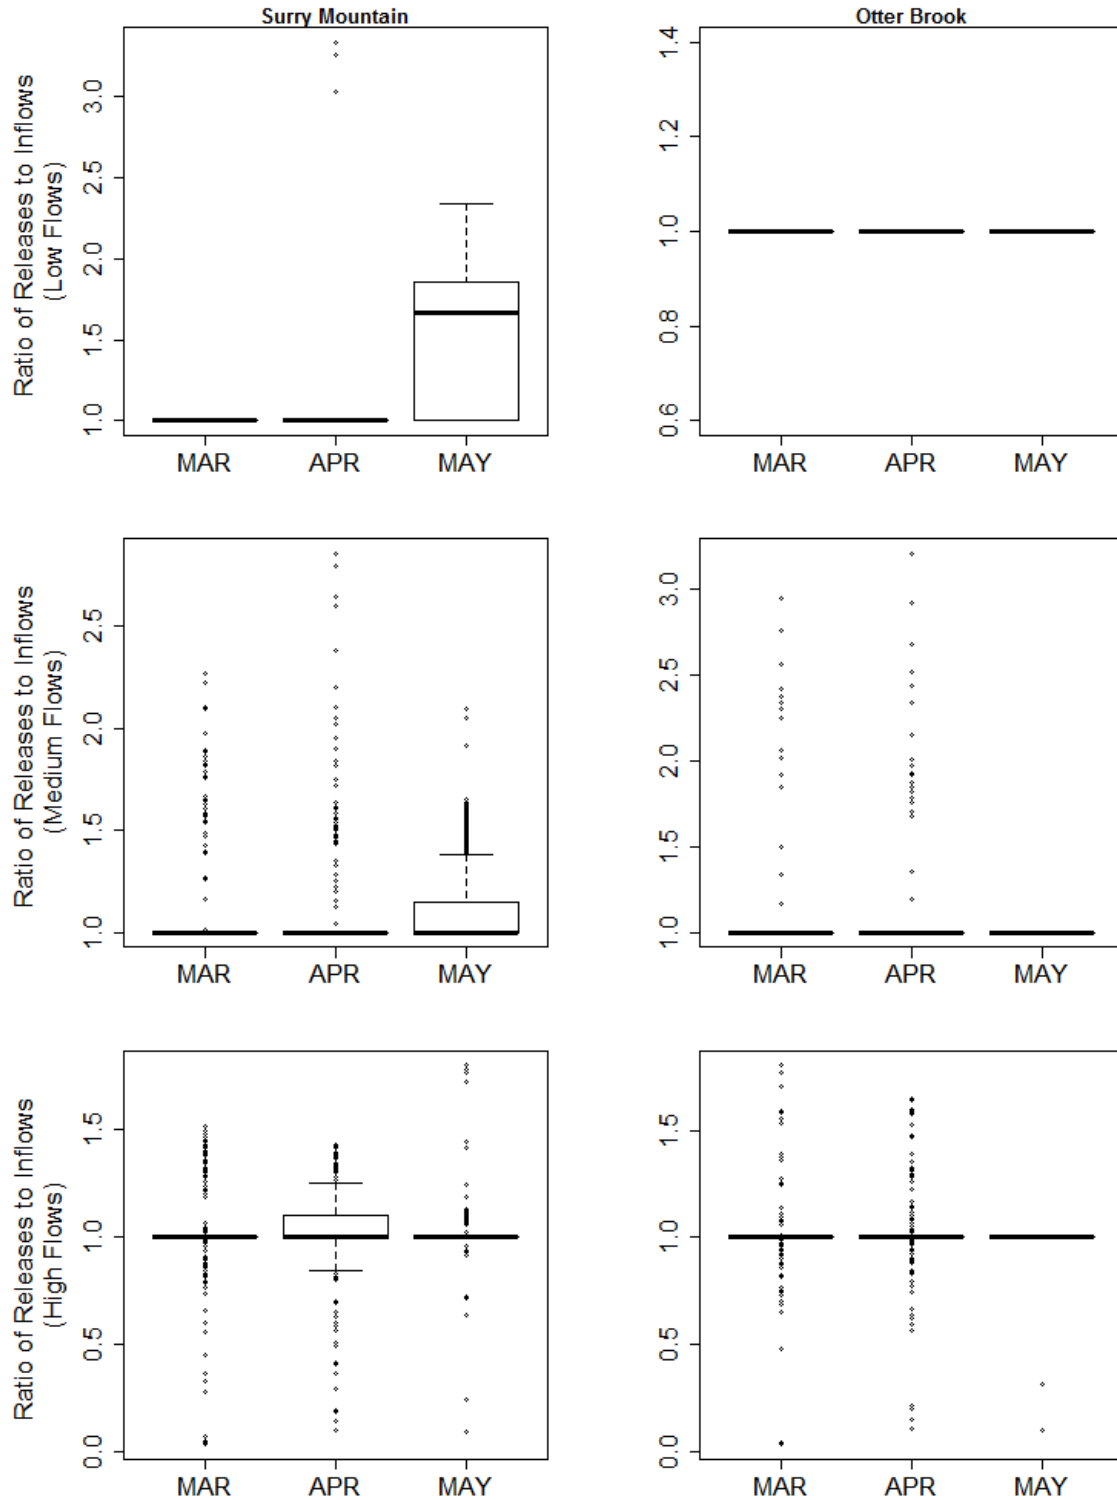 Surry Mountain
Otter Brook
Ratio of Releases to Inflows
(Low Flows)
3.0
2.5
2.0
1.5
1.0
MAR APR MAY
1.4
1.2
1.0
0.8
0.6
MAR APR MAY
Ratio of Releases to Inflows
(Medium Flows)
2.5
2.0
1.5
1.0
MAR APR MAY
3.0
2.5
2.0
1.5
1.0
MAR APR MAY
Ratio of Releases to Inflows
(High Flows)
1.5
1.0
0.5
0.0
MAR APR MAY
1.5
1.0
0.5
0.0
MAR APR MAY